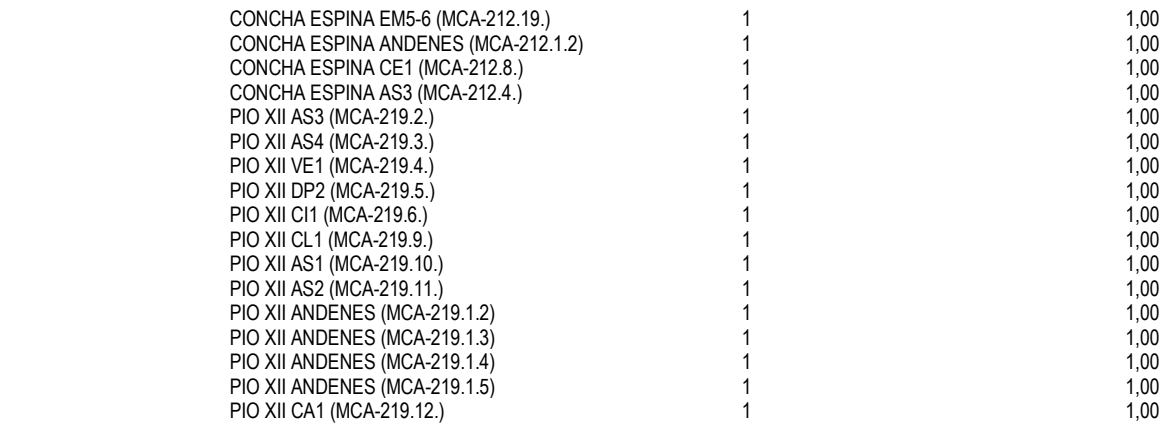 CONCHA ESPINA EM5-6 (MCA-212.19.) 1 1,00
CONCHA ESPINA ANDENES (MCA-212.1.2) 1 1,00
CONCHA ESPINA CE1 (MCA-212.8.) 1 1,00
CONCHA ESPINA AS3 (MCA-212.4.) 1 1,00
PIO XII AS3 (MCA-219.2.) 1 1,00
PIO XII AS4 (MCA-219.3.) 1 1,00
PIO XII VE1 (MCA-219.4.) 1 1,00
PIO XII DP2 (MCA-219.5.) 1 1,00
PIO XII CI1 (MCA-219.6.) 1 1,00
PIO XII CL1 (MCA-219.9.) 1 1,00
PIO XII AS1 (MCA-219.10.) 1 1,00
PIO XII AS2 (MCA-219.11.) 1 1,00
PIO XII ANDENES (MCA-219.1.2) 1 1,00
PIO XII ANDENES (MCA-219.1.3) 1 1,00
PIO XII ANDENES (MCA-219.1.4) 1 1,00
PIO XII ANDENES (MCA-219.1.5) 1 1,00
PIO XII CA1 (MCA-219.12.) 1 1,00